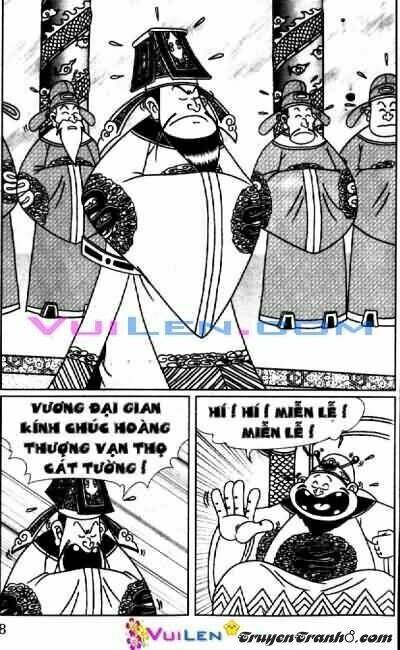 VuiLen.com
VƯƠNG ĐẠI GIAN
KÍNH CHÚC HOÀNG
THƯỢNG VẠN THỌ
CÁT TƯỜNG !
HÍ ! HÍ ! MIỄN LỄ !
MIỄN LỄ !
8
VuiLen
TruyenTranh8.com